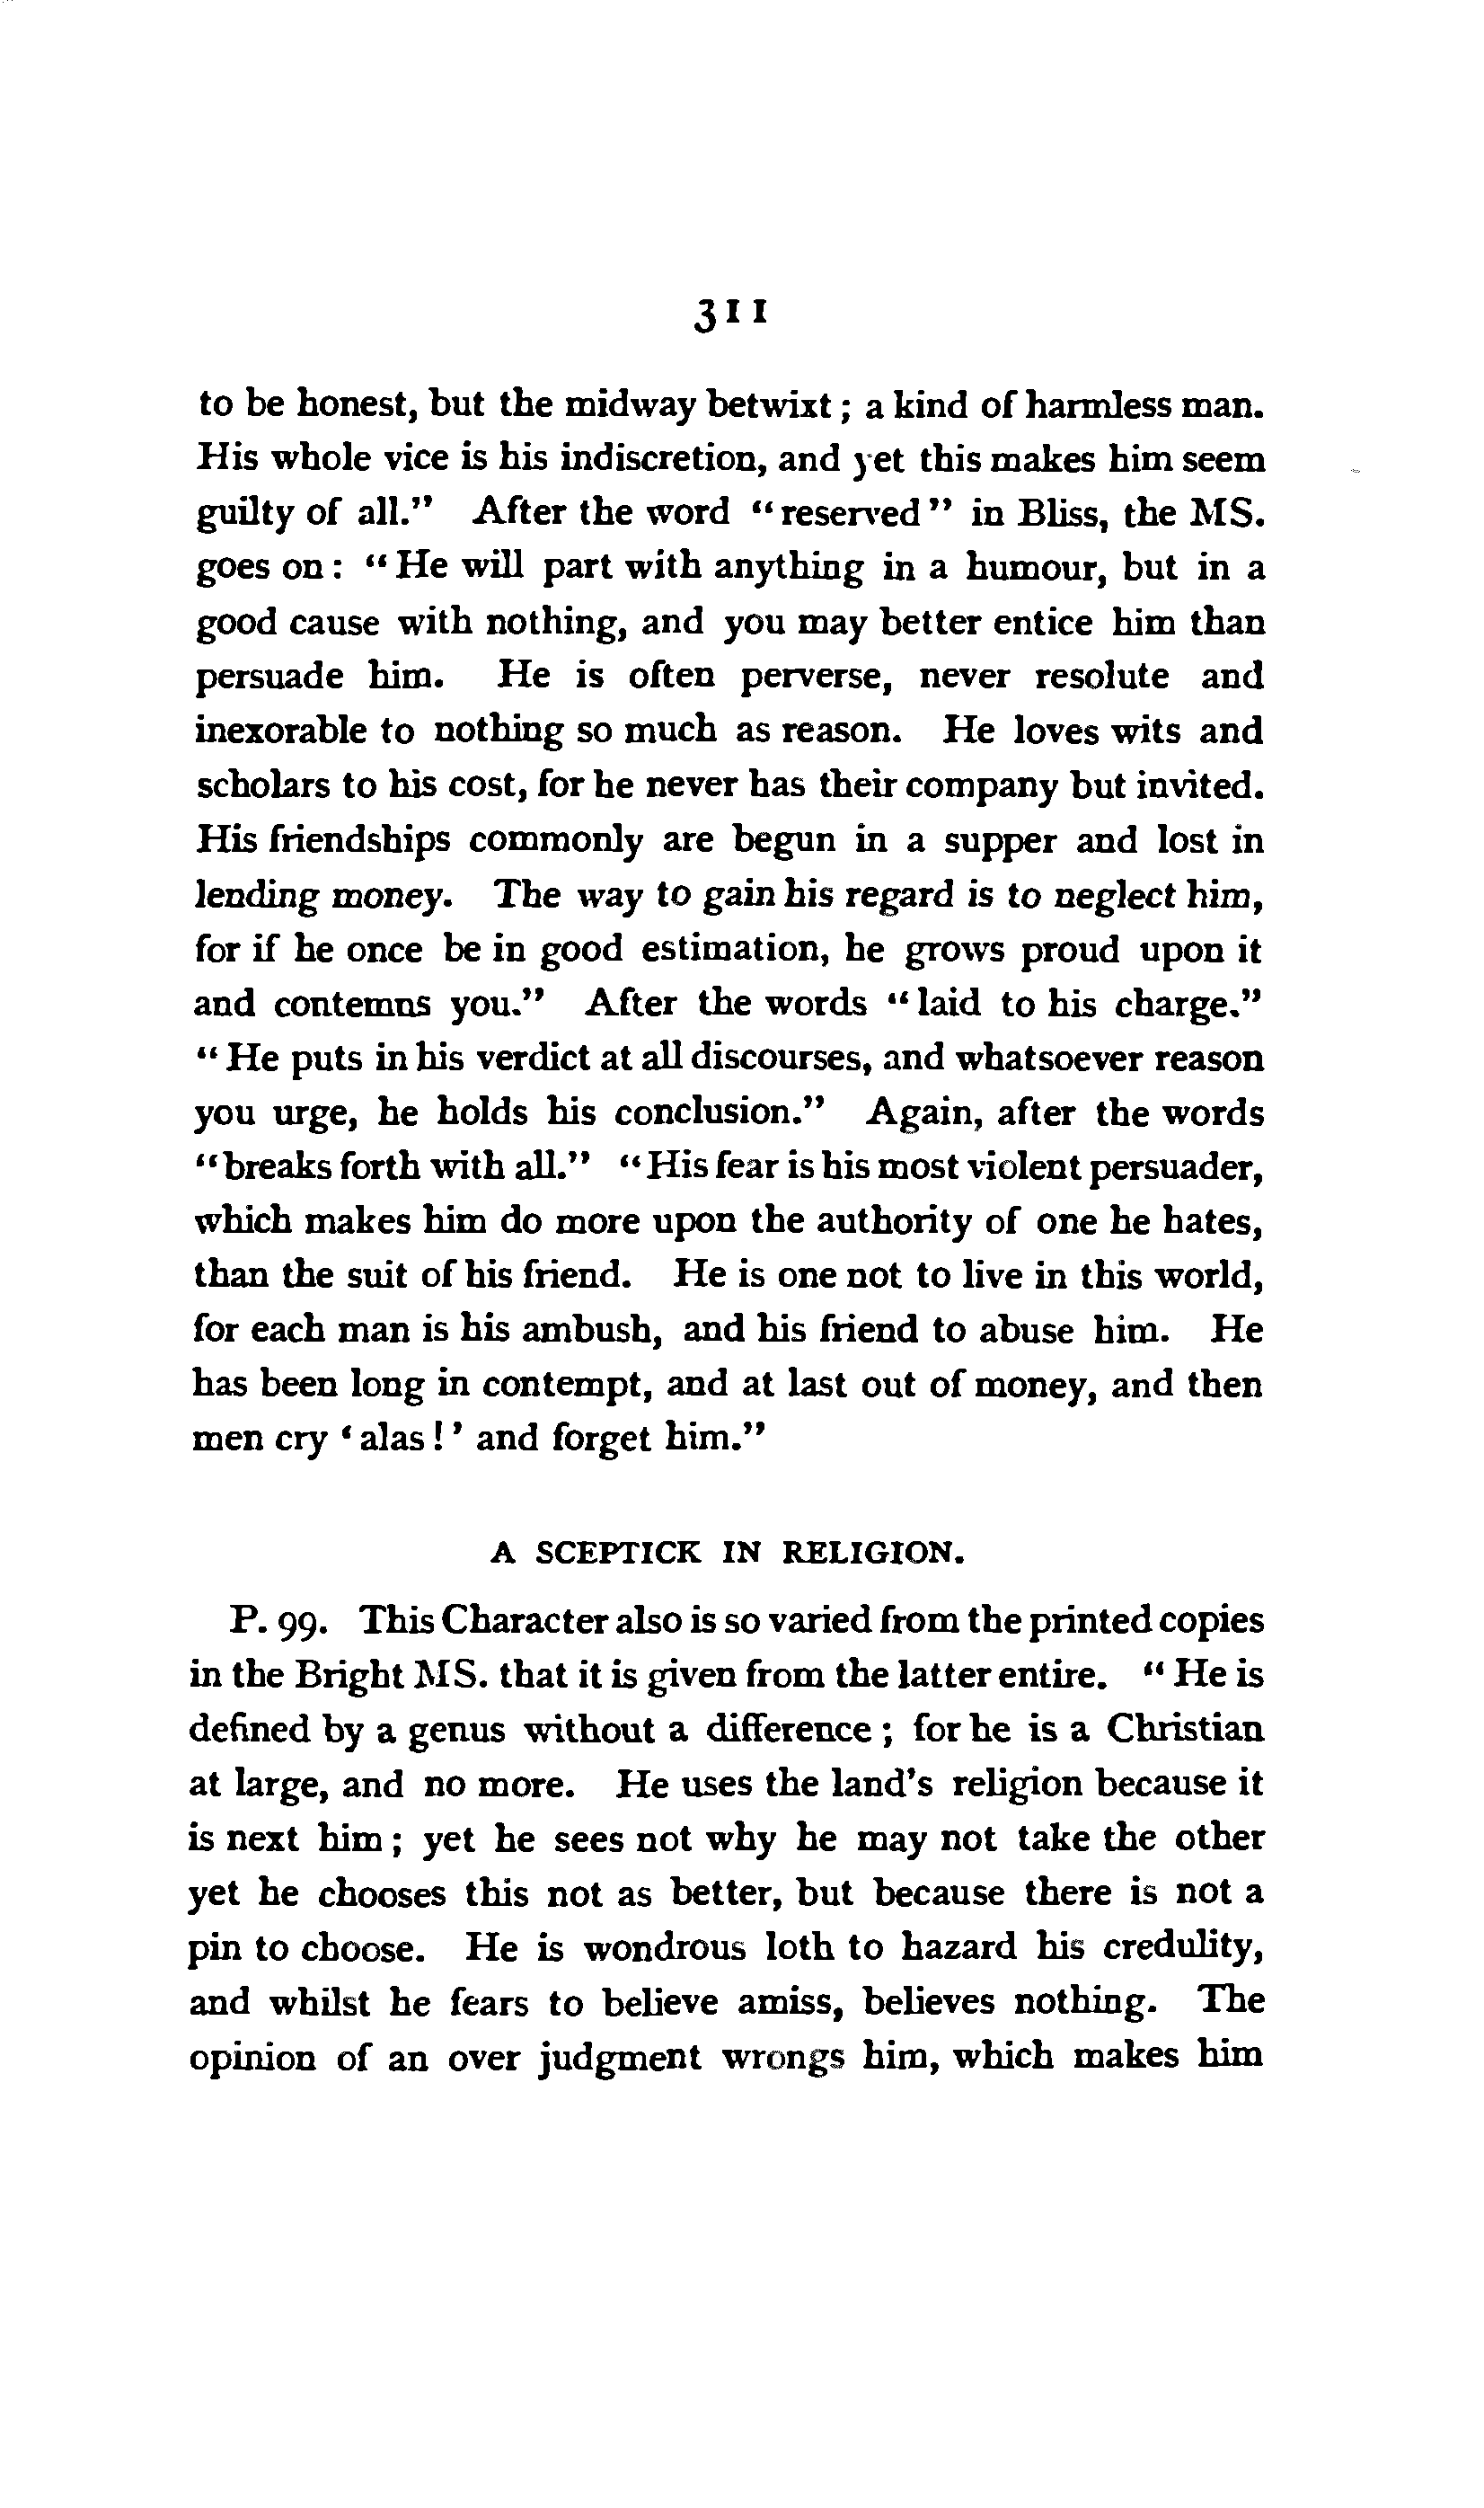 311
to be honest, but the midway betwixt ; a kind of harmless man.
His whole vice is his indiscretion, and yet this makes him seem
guilty of all." After the word "reserved" in Bliss, the MS.
goes on : "He will part with anything in a humour, but in a
good cause with nothing, and you may better entice him than
persuade him. He is often perverse, never resolute and
inexorable to nothing so much as reason. He loves wits and
scholars to his cost, for he never has their company but invited.
His friendships commonly are begun in a supper and lost in
lending money. The way to gain his regard is to neglect him,
for if he once be in good estimation, he grows proud upon it
and contemns you." After the words "laid to his charge."
"He puts in his verdict at all discourses, and whatsoever reason
you urge, he holds his conclusion." Again, after the words
"breaks forth with all." "His fear is his most violent persuader,
which makes him do more upon the authority of one he hates,
than the suit of his friend. He is one not to live in this world,
for each man is his ambush, and his friend to abuse him. He
has been long in contempt, and at last out of money, and then
men cry 'alas !' and forget him."
A SCEPTICK IN RELIGION.
P. 99. This Character also is so varied from the printed copies
in the Bright MS. that it is given from the latter entire. "He is
defined by a genus without a difference ; for he is a Christian
at large, and no more. He uses the land's religion because it
is next him ; yet he sees not why he may not take the other
yet he chooses this not as better, but because there is not a
pin to choose. He is wondrous loth to hazard his credulity,
and whilst he fears to believe amiss, believes nothing. The
opinion of an over judgment wrongs him, which makes him